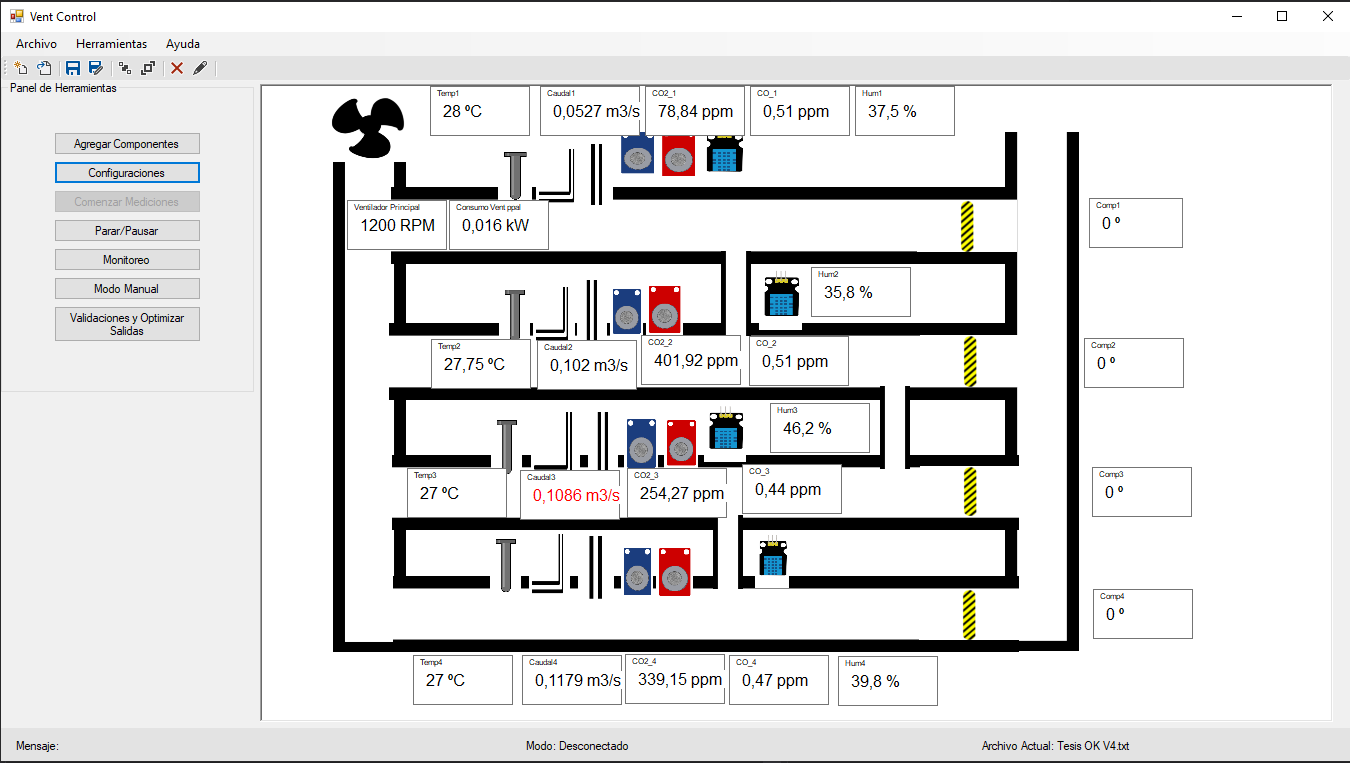 Vent Control
Archivo Herramientas Ayuda
Panel de Herramientas
Agregar Componentes
Configuraciones
Comenzar Mediciones
Parar/Pausar
Monitoreo
Modo Manual
Validaciones y Optimizar
Salidas
Temp1
28 ºC
Caudal1
0,0527 m3/s
CO2_1
78,84 ppm
CO_1
0,51 ppm
Hum1
37,5 %
Ventilador Principal
1200 RPM
Consumo Vent ppal
0,016 kW
Comp1
0 º
Hum2
35,8 %
Temp2
27,75 ºC
Caudal2
0,102 m3/s
CO2_2
401,92 ppm
CO_2
0,51 ppm
Comp2
0 º
Hum3
46,2 %
Temp3
27 ºC
Caudal3
0,1086 m3/s
CO2_3
254,27 ppm
CO_3
0,44 ppm
Comp3
0 º
Comp4
0 º
Temp4
27 ºC
Caudal4
0,1179 m3/s
CO2_4
339,15 ppm
CO_4
0,47 ppm
Hum4
39,8 %
Mensaje:
Modo: Desconectado
Archivo Actual: Tesis OK V4.txt